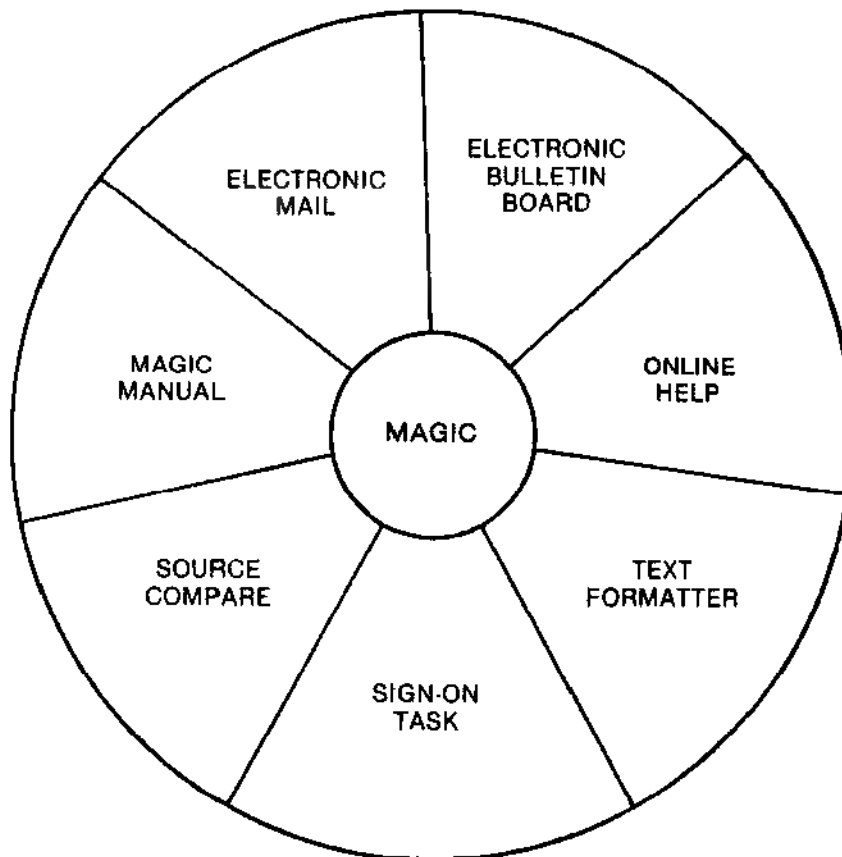 ELECTRONIC
MAIL
ELECTRONIC
BULLETIN
BOARD
MAGIC
MANUAL
MAGIC
ONLINE
HELP
SOURCE
COMPARE
TEXT
FORMATTER
SIGN-ON
TASK